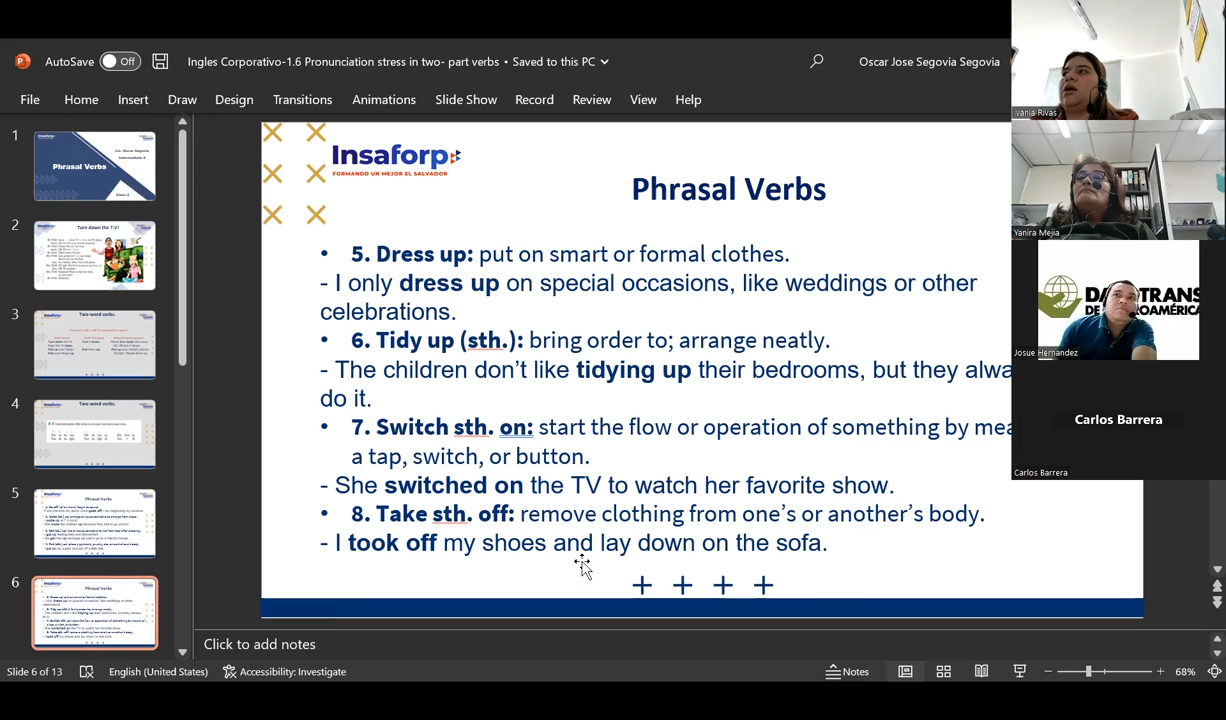 AutoSave Off Ingles Corporativo-1.6 Pronunciation stress in two- part verbs • Saved to this PC Oscar Jose Segovia Segovia
File Home Insert Draw Design Transitions Animations Slide Show Record Review View Help
1
Phrasal Verbs
2
Turn down the T.V!
3
Two-word verbs.
4
Two-word verbs.
5
Phrasal Verbs
6
Phrasal Verbs
Insaforp
FORMANDO UN MEJOR EL SALVADOR
Phrasal Verbs
• 5. Dress up: put on smart or formal clothes.
- I only dress up on special occasions, like weddings or other
celebrations.
• 6. Tidy up (sth.): bring order to; arrange neatly.
- The children don't like tidying up their bedrooms, but they alwa
do it.
• 7. Switch sth. on: start the flow or operation of something by mea
a tap, switch, or button.
- She switched on the TV to watch her favorite show.
• 8. Take sth. off: remove clothing from one's or another's body.
- I took off my shoes and lay down on the sofa.
+ + + +
Click to add notes
Slide 6 of 13 English (United States) Accessibility: Investigate Notes 68%
Ivania Rivas
Yanira Mejia
TRANS
Josue Hernandez
Carlos Barrera
Carlos Barrera